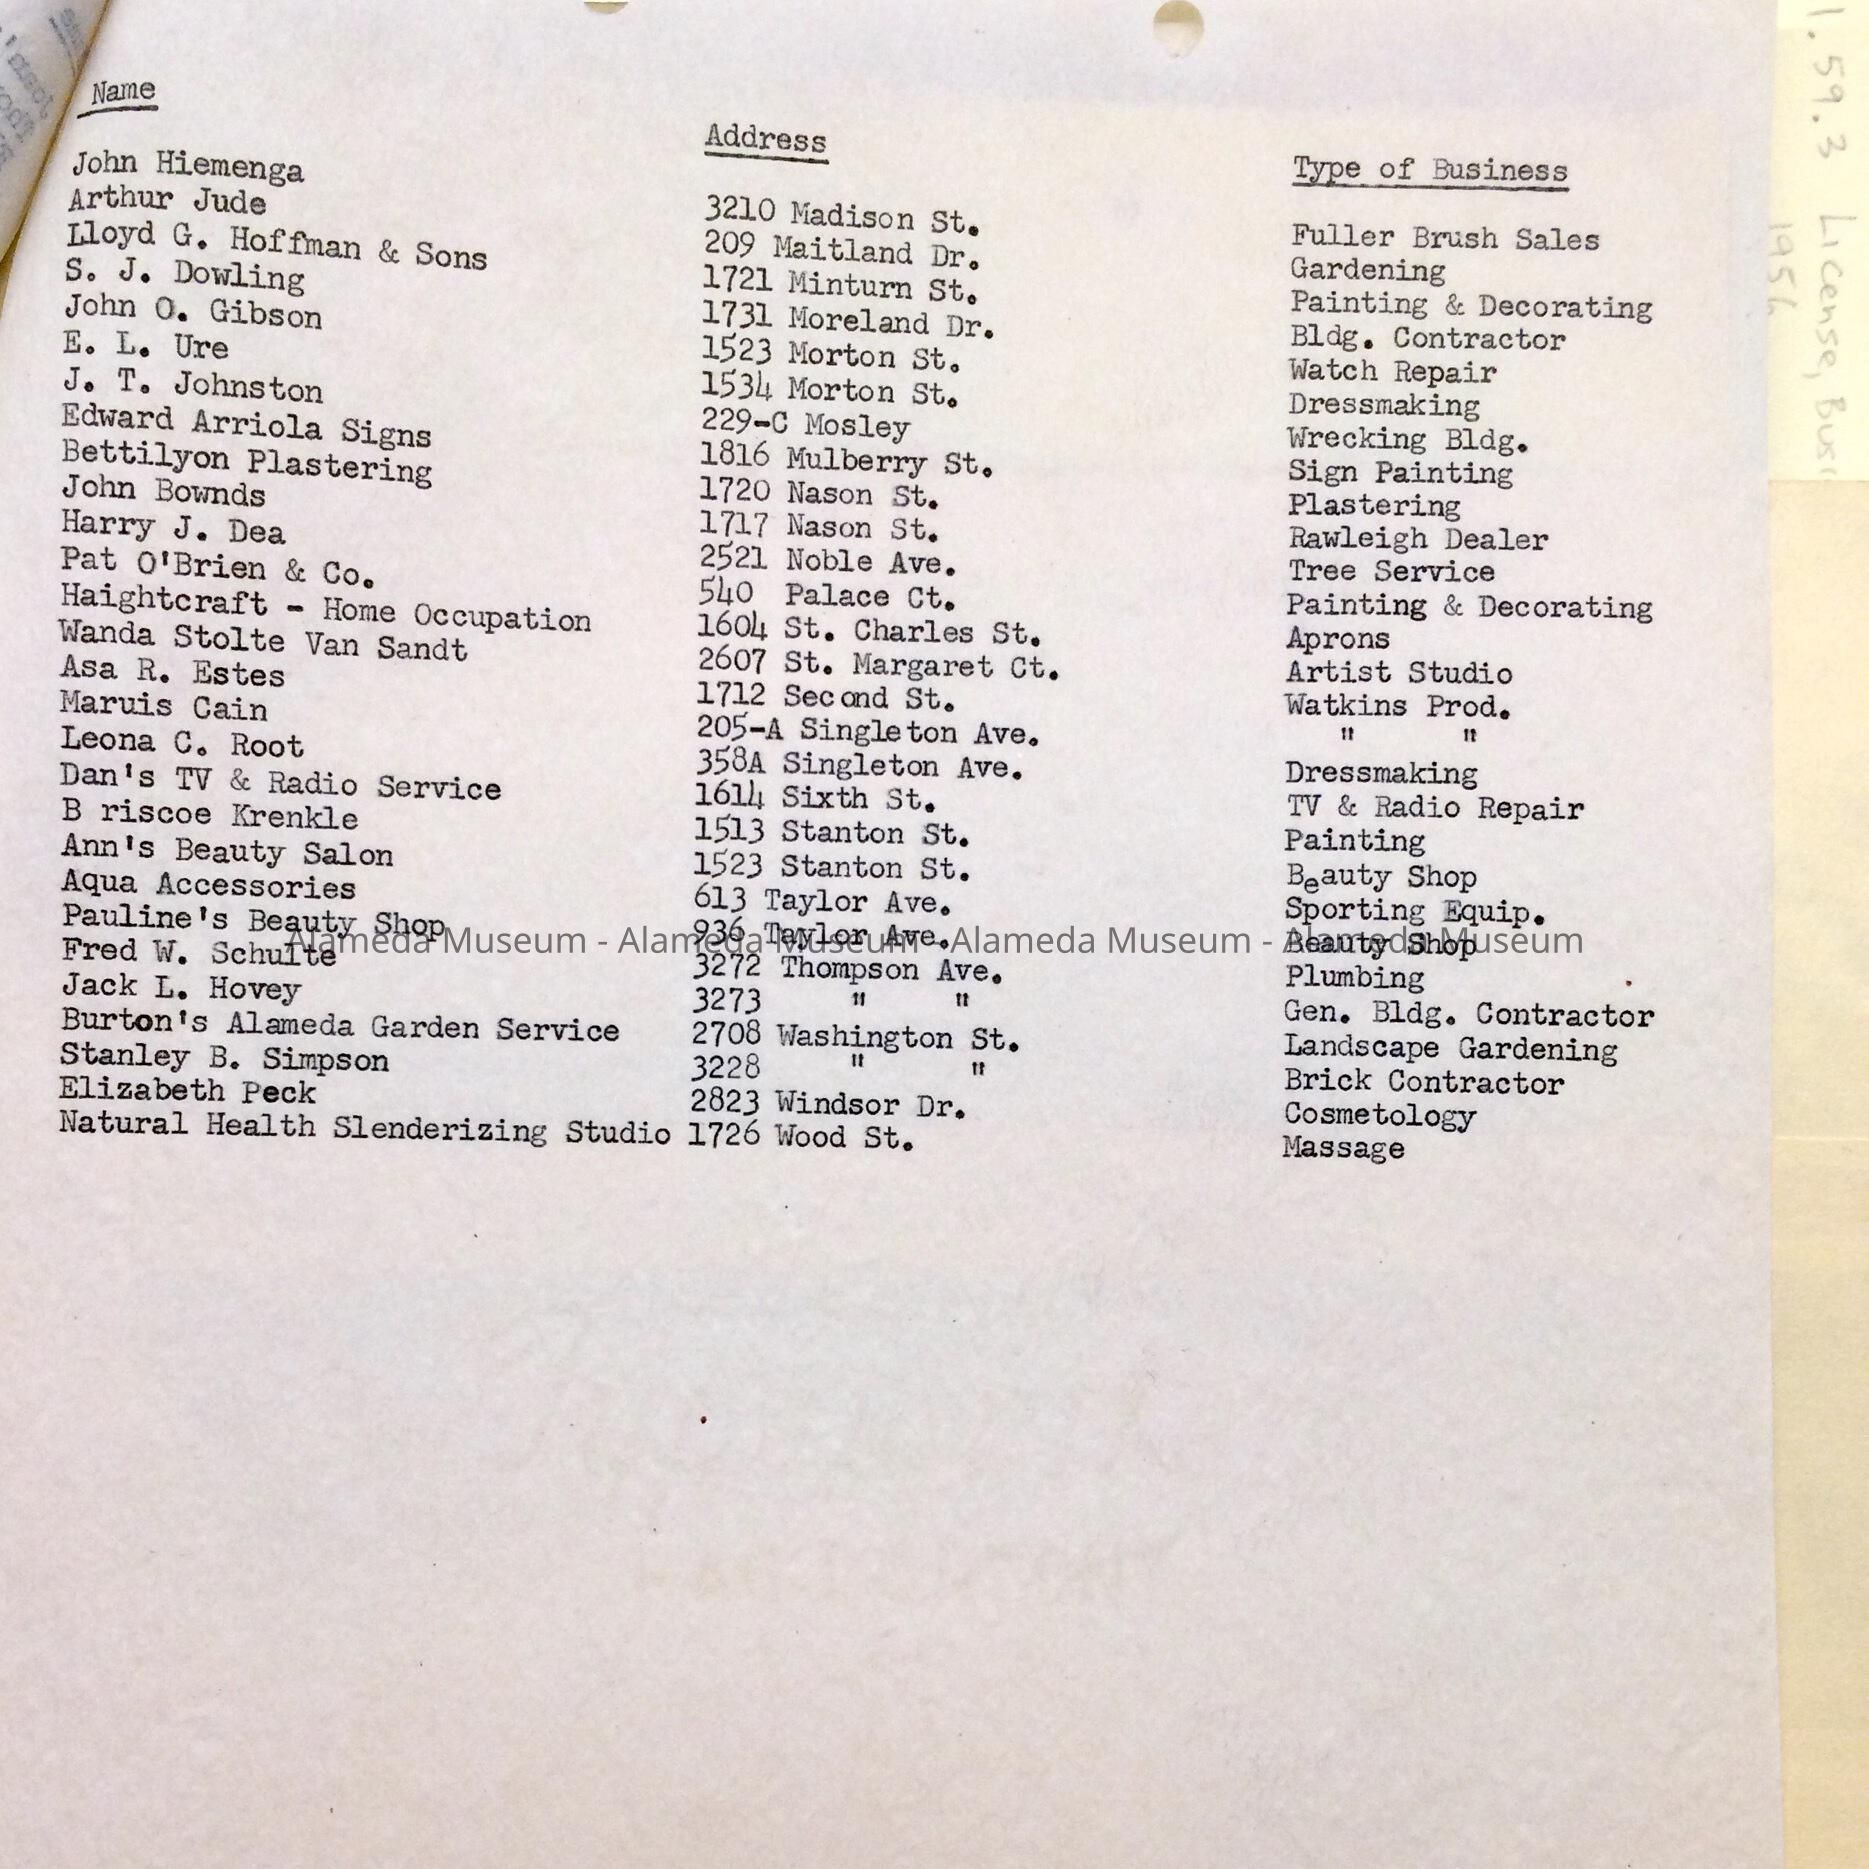 Name Address Type of Business
John Hiemenga 3210 Madison St. Fuller Brush Sales
Arthur Jude 209 Maitland Dr. Gardening
Lloyd G. Hoffman & Sons 1721 Minturn St. Painting & Decorating
S. J. Dowling 1731 Moreland Dr. Bldg. Contractor
John O. Gibson 1523 Morton St. Watch Repair
E. L. Ure 1534 Morton St. Dressmaking
J. T. Johnston 229-C Mosley Wrecking Bldg.
Edward Arriola Signs 1816 Mulberry St. Sign Painting
Bettilyon Plastering 1720 Nason St. Plastering
John Bownds 1717 Nason St. Rawleigh Dealer
Harry J. Dea 2521 Noble Ave. Tree Service
Pat O'Brien & Co. 540 Palace Ct. Painting & Decorating
Haightcraft - Home Occupation 1604 St. Charles St. Aprons
Wanda Stolte Van Sandt 2607 St. Margaret Ct. Artist Studio
Asa R. Estes 1712 Second St. Watkins Prod.
Maruis Cain 205-A Singleton Ave. " "
Leona C. Root 358A Singleton Ave. Dressmaking
Dan's TV & Radio Service 1614 Sixth St. TV & Radio Repair
B riscoe Krenkle 1513 Stanton St. Painting
Ann's Beauty Salon 1523 Stanton St. Beauty Shop
Aqua Accessories 613 Taylor Ave. Sporting Equip.
Pauline's Beauty Shop 936 Taylor Ave. Beauty Shop
Alameda Museum - Alameda Museum - Alameda Museum - Alameda Museum
Fred W. Schulte 3272 Thompson Ave. Plumbing
Jack L. Hovey 3273 " " Gen. Bldg. Contractor
Burton's Alameda Garden Service 2708 Washington St. Landscape Gardening
Stanley B. Simpson 3228 " " Brick Contractor
Elizabeth Peck 2823 Windsor Dr. Cosmetology
Natural Health Slenderizing Studio 1726 Wood St. Massage
1.59.3 License, Busi